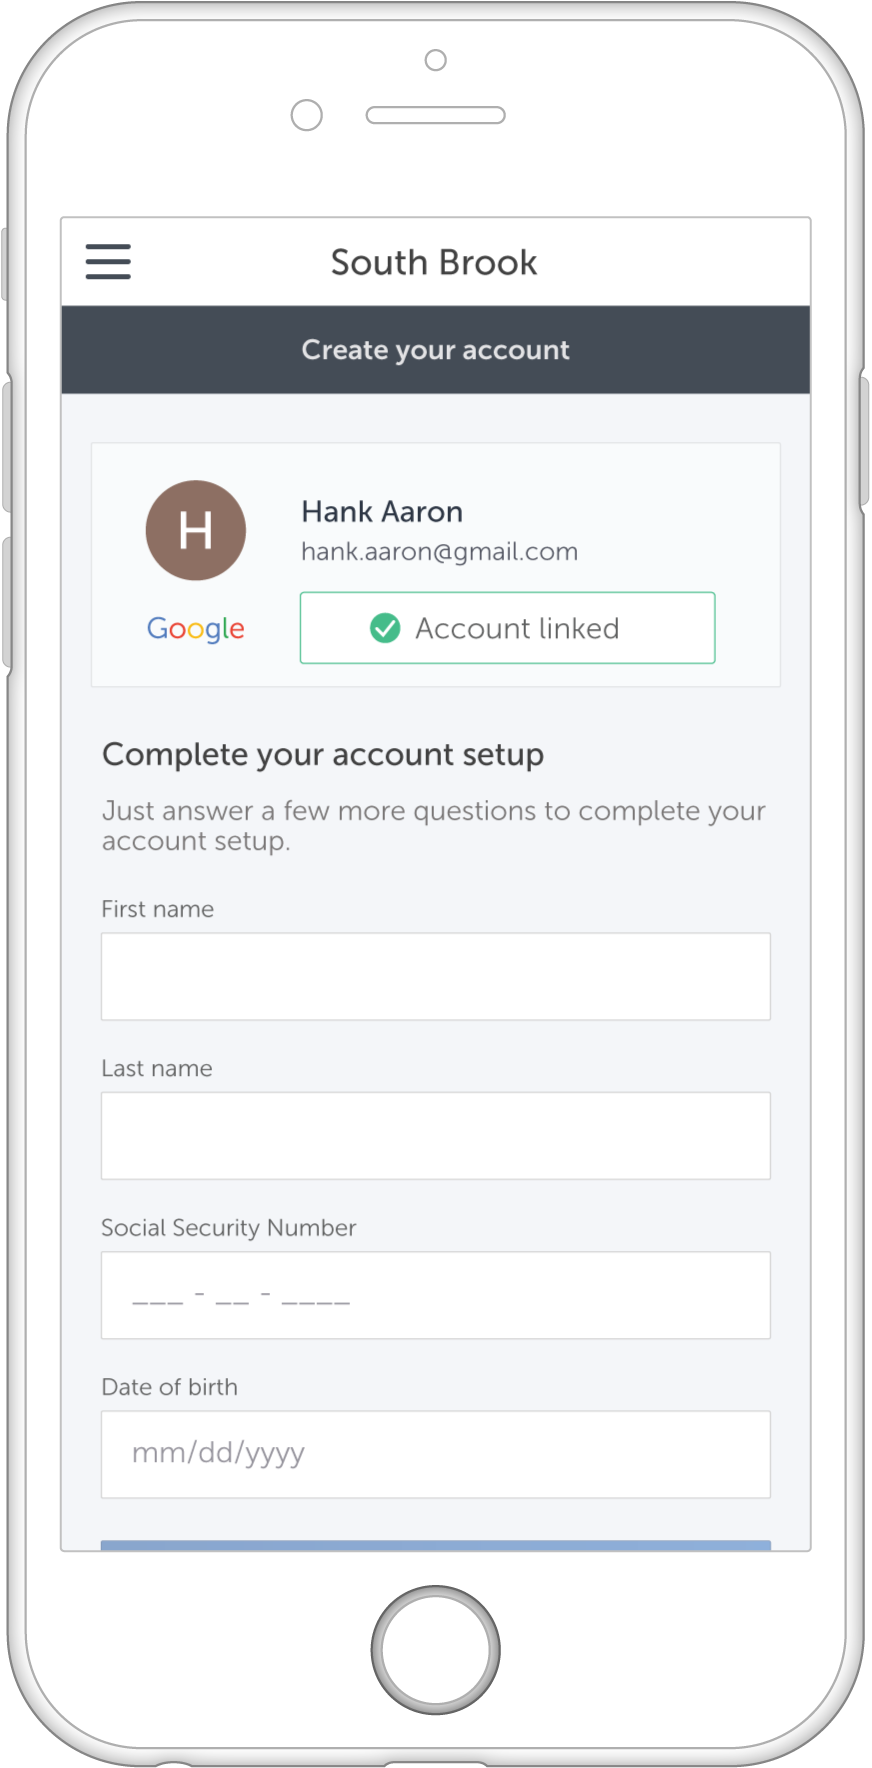 South Brook
Create your account
H
Hank Aaron
hank.aaron@gmail.com
Google
Account linked
Complete your account setup
Just answer a few more questions to complete your
account setup.
First name
Last name
Social Security Number
___ - __ - ____
Date of birth
mm/dd/yyyy